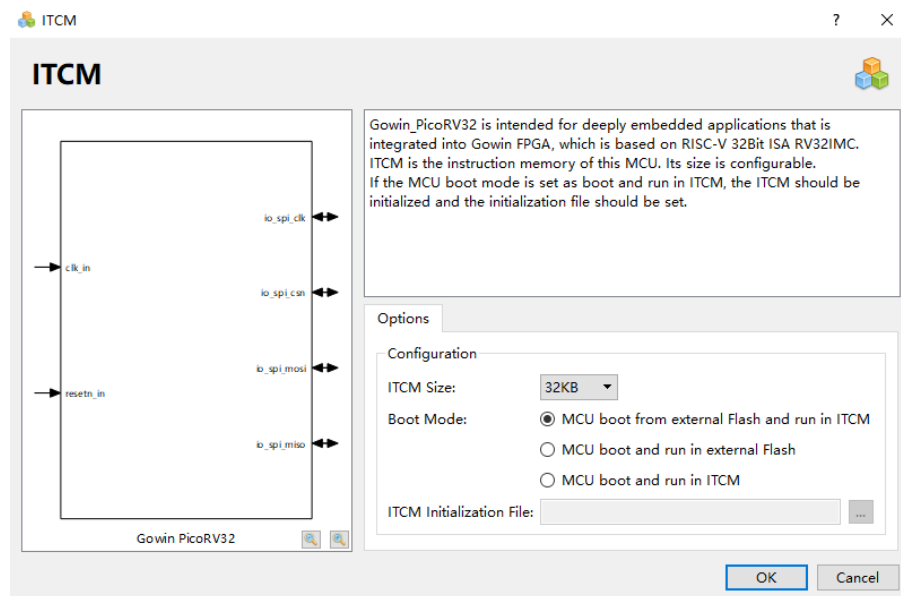 ITCM
?
ITCM
io_spi_clk
clk_in
io_spi_csn
io_spi_mosi
resetn_in
io_spi_miso
Gowin PicoRV32
Gowin_PicoRV32 is intended for deeply embedded applications that is
integrated into Gowin FPGA, which is based on RISC-V 32Bit ISA RV32IMC.
ITCM is the instruction memory of this MCU. Its size is configurable.
If the MCU boot mode is set as boot and run in ITCM, the ITCM should be
initialized and the initialization file should be set.
Options
Configuration
ITCM Size: 32KB
Boot Mode: MCU boot from external Flash and run in ITCM
MCU boot and run in external Flash
MCU boot and run in ITCM
ITCM Initialization File: ...
OK Cancel